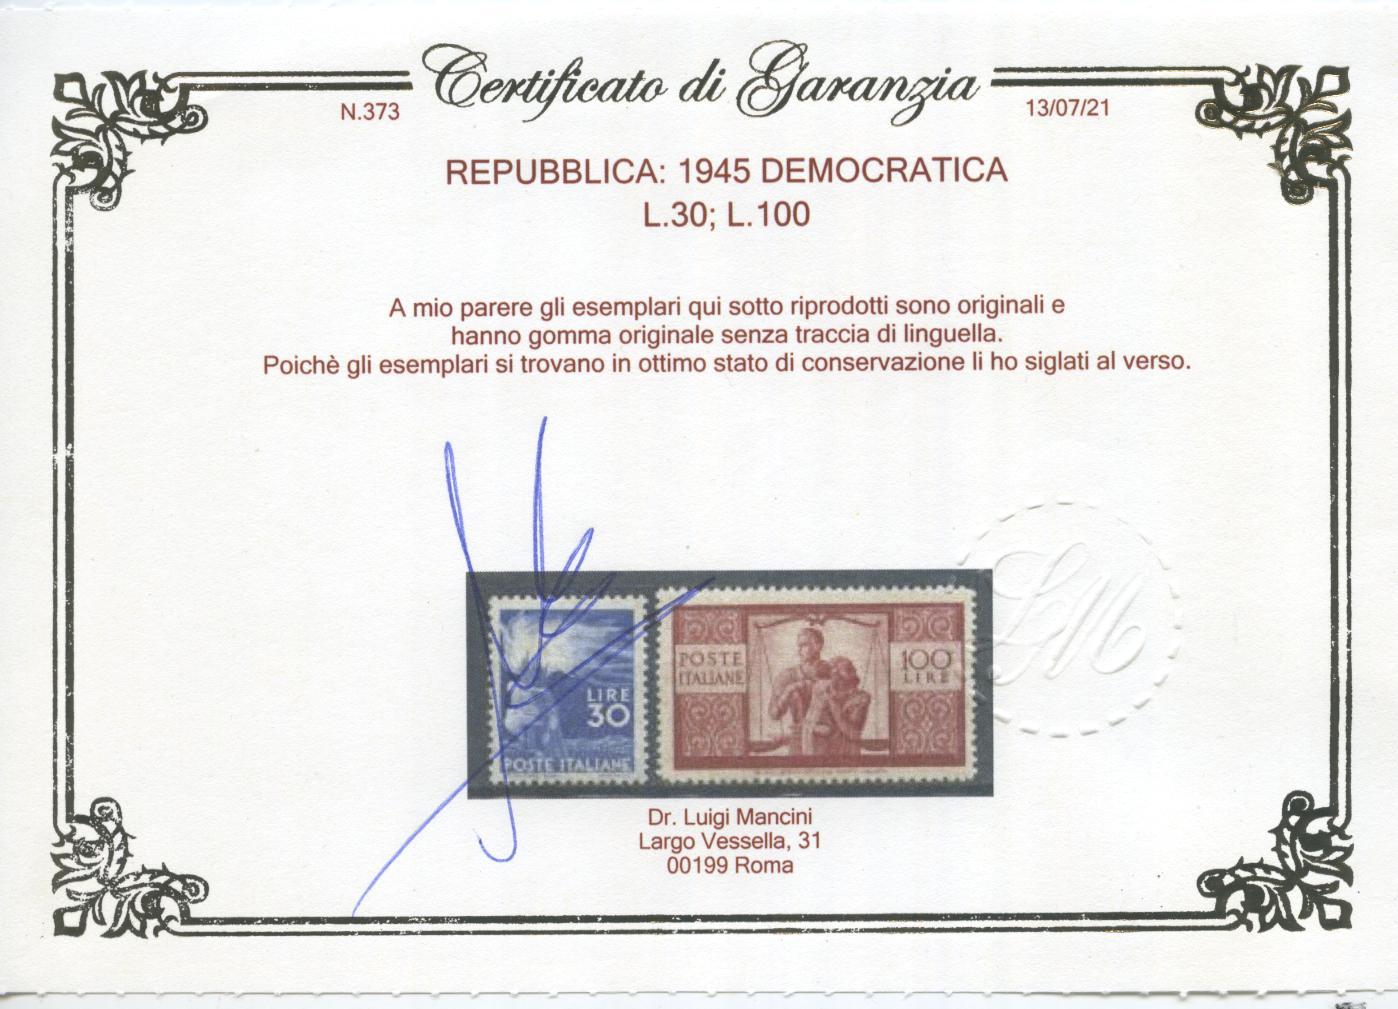 Certificato di Garanzia
N.373
13/07/21
REPUBBLICA: 1945 DEMOCRATICA
L.30; L.100
A mio parere gli esemplari qui sotto riprodotti sono originali e
hanno gomma originale senza traccia di linguella.
Poichè gli esemplari si trovano in ottimo stato di conservazione li ho siglati al verso.
LIRE
30
POSTE ITALIANE
POSTE
ITALIANE
100
LIRE
LM
Dr. Luigi Mancini
Largo Vessella, 31
00199 Roma